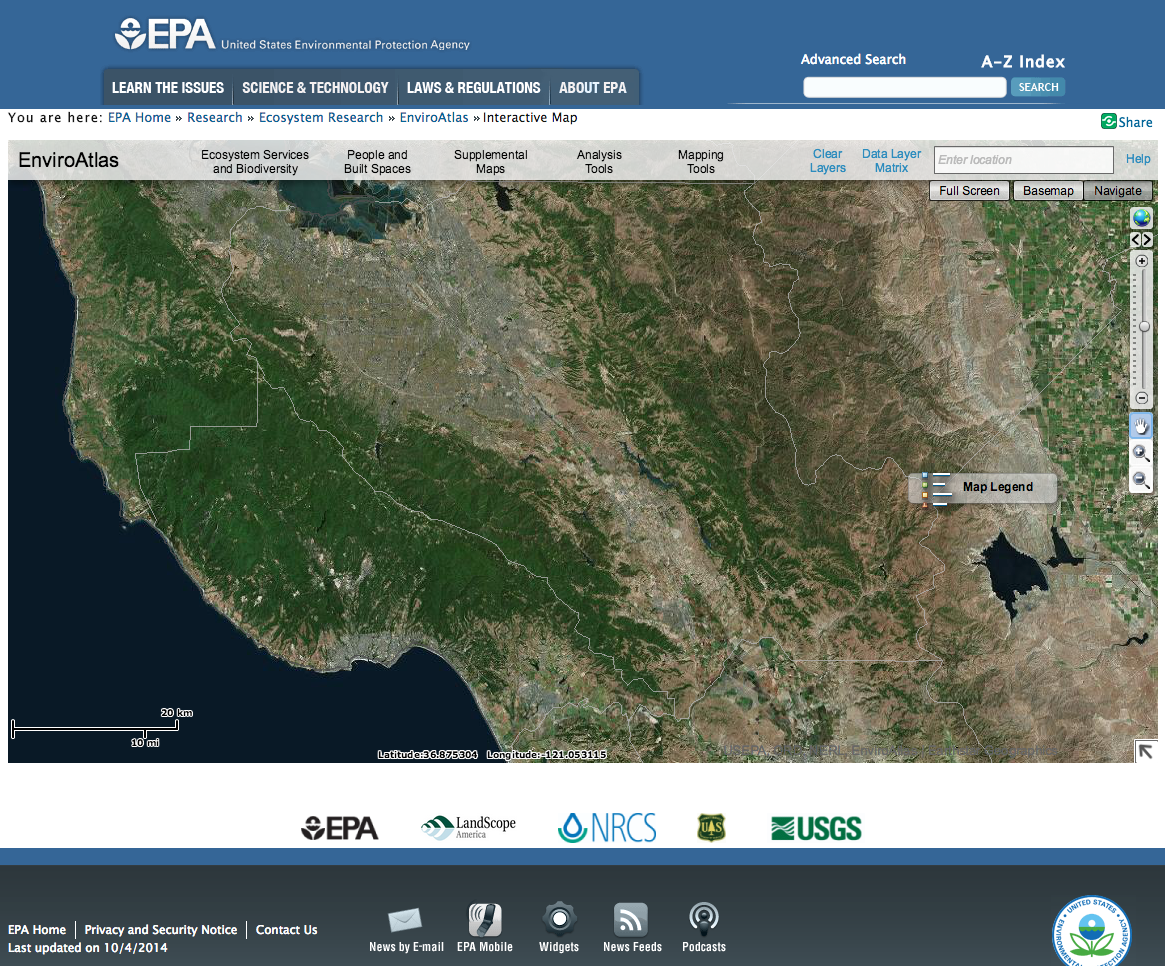 EPA United States Environmental Protection Agency
Advanced Search A-Z Index
LEARN THE ISSUES SCIENCE & TECHNOLOGY LAWS & REGULATIONS ABOUT EPA
SEARCH
You are here: EPA Home » Research » Ecosystem Research » EnviroAtlas » Interactive Map
Share
EnviroAtlas
Ecosystem Services
and Biodiversity
People and
Built Spaces
Supplemental
Maps
Analysis
Tools
Mapping
Tools
Clear
Layers
Data Layer
Matrix
Enter location
Help
Full Screen Basemap Navigate
Map Legend
20 km
10 mi
Latitude:36.875304 Longitude:-121.053115
EPA LandScope
America
NRCS
UAS
USGS
EPA Home Privacy and Security Notice Contact Us
Last updated on 10/4/2014
News by E-mail EPA Mobile Widgets News Feeds Podcasts
UNITED STATES